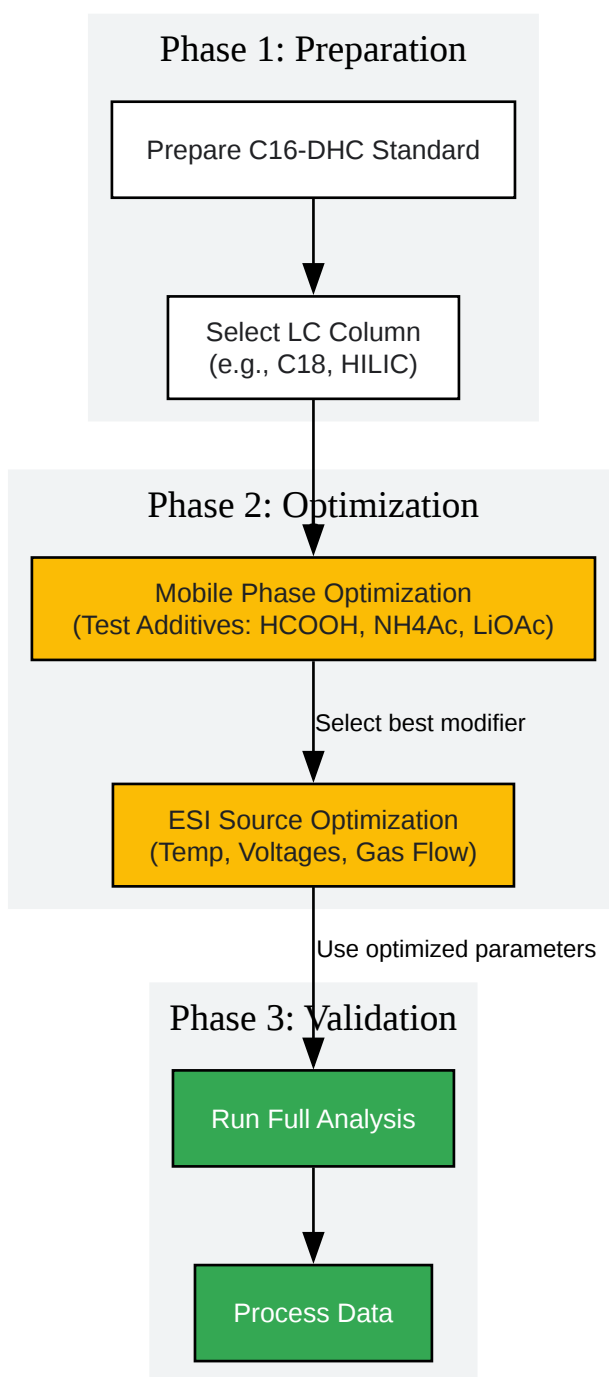 Phase 1: Preparation
Prepare C16-DHC Standard
Select LC Column
(e.g., C18, HILIC)
Phase 2: Optimization
Mobile Phase Optimization
(Test Additives: HCOOH, NH4Ac, LiOAc)
Select best modifier
ESI Source Optimization
(Temp, Voltages, Gas Flow)
Use optimized parameters
Phase 3: Validation
Run Full Analysis
Process Data